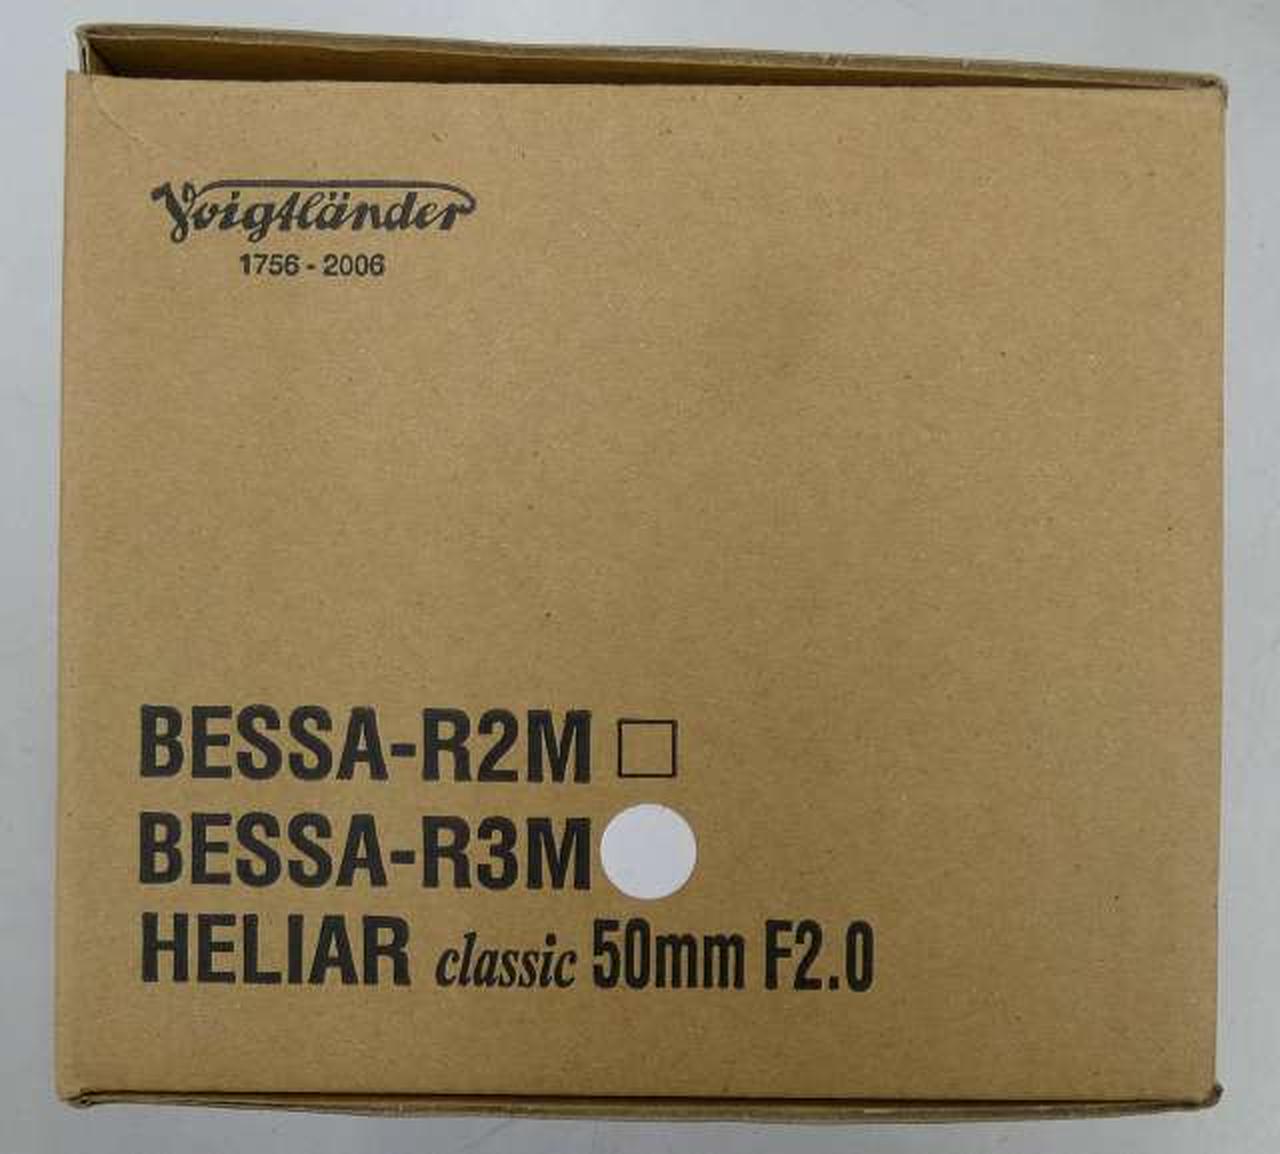 Voigtländer
1756 - 2006
BESSA-R2M
BESSA-R3M
HELIAR classic 50mm F2.0